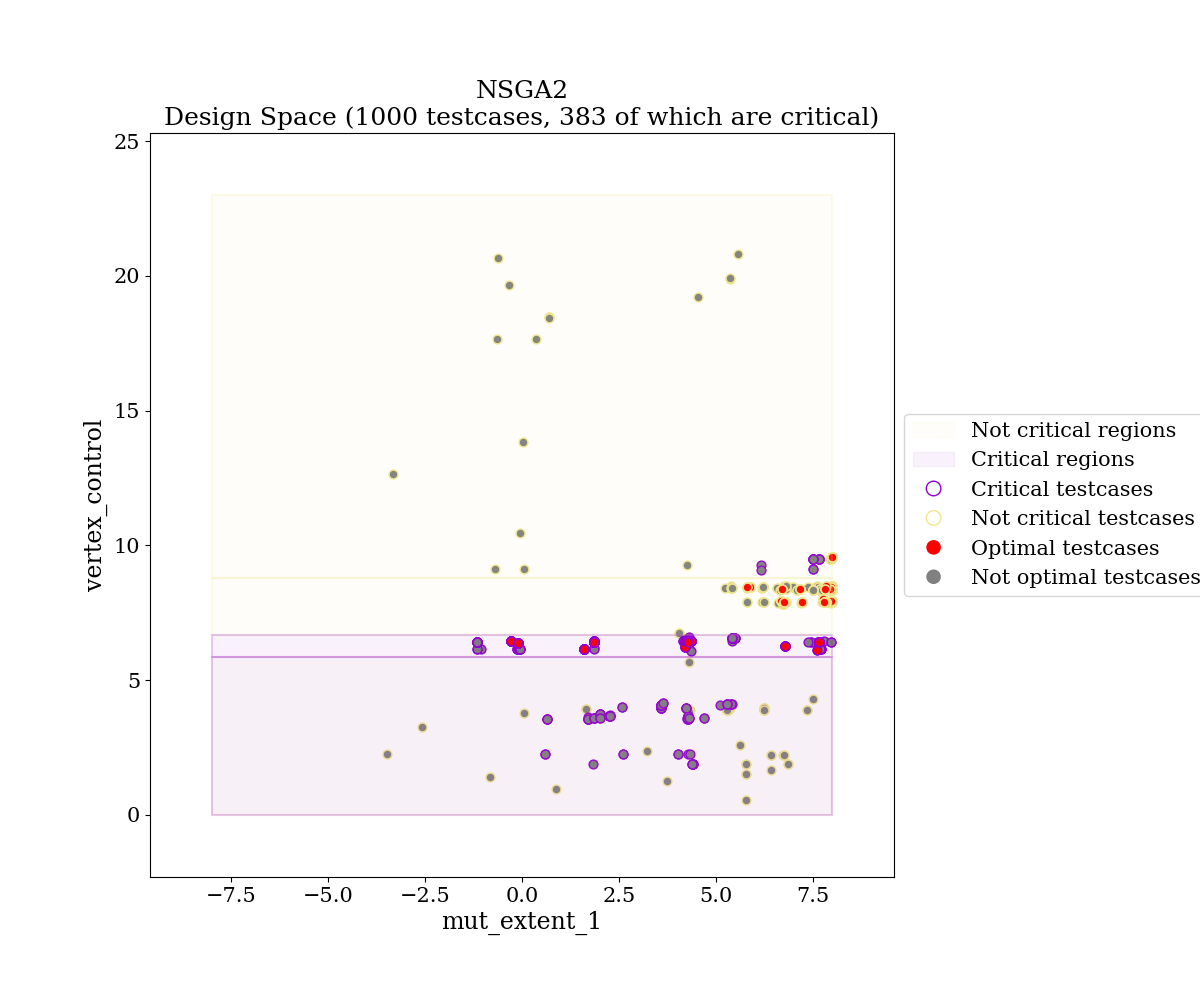 NSGA2
Design Space (1000 testcases, 383 of which are critical)
25
20
15
10
5
0
vertex_control
−7.5
−5.0
−2.5
0.0
2.5
5.0
7.5
mut_extent_1
Not critical regions
Critical regions
Critical testcases
Not critical testcases
Optimal testcases
Not optimal testcases